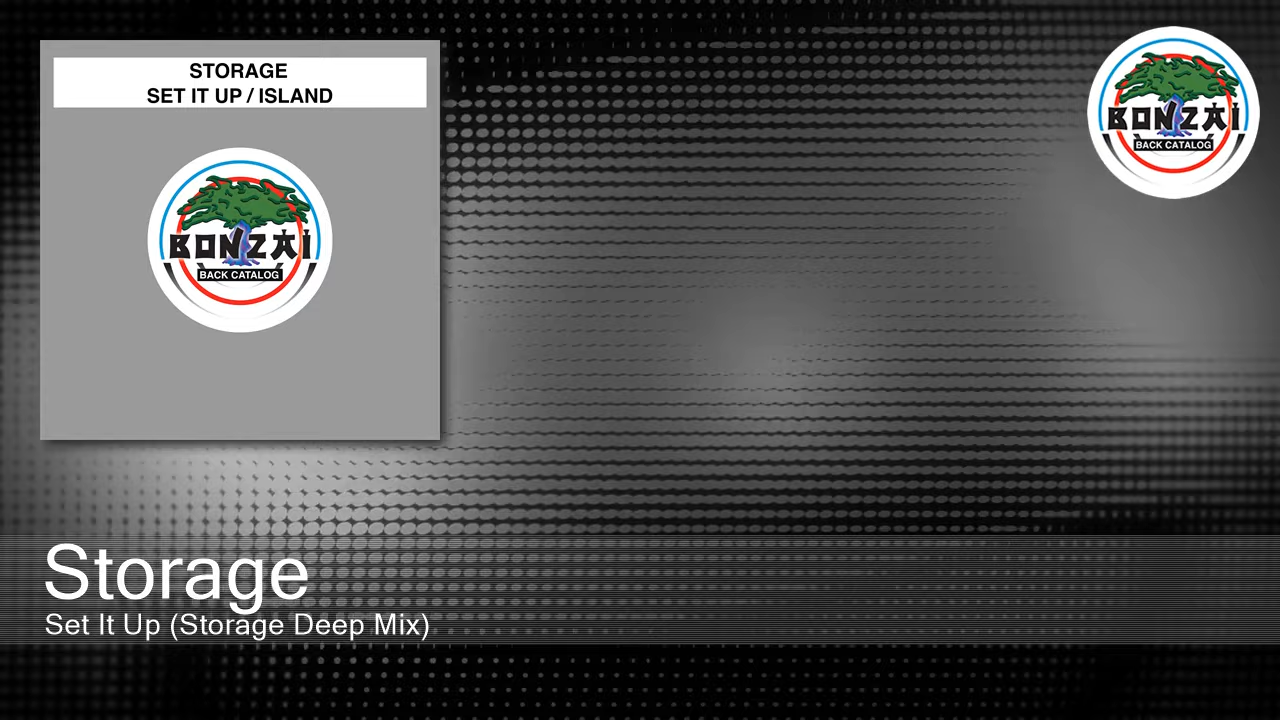 STORAGE
SET IT UP / ISLAND
BONZAI
BACK CATALOG
BONZAI
BACK CATALOG
Storage
Set It Up (Storage Deep Mix)